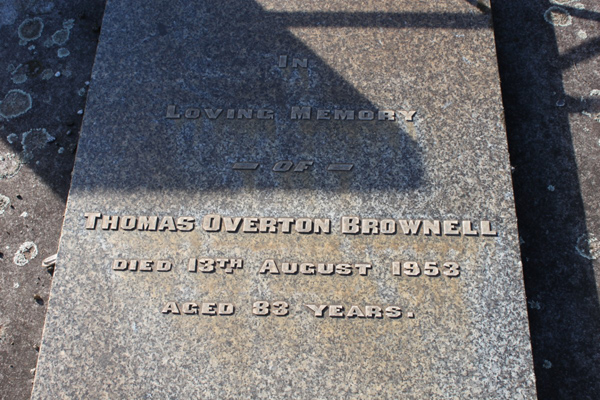 IN
LOVING MEMORY
— OF —
THOMAS OVERTON BROWNELL
DIED 13TH AUGUST 1953
AGED 83 YEARS.